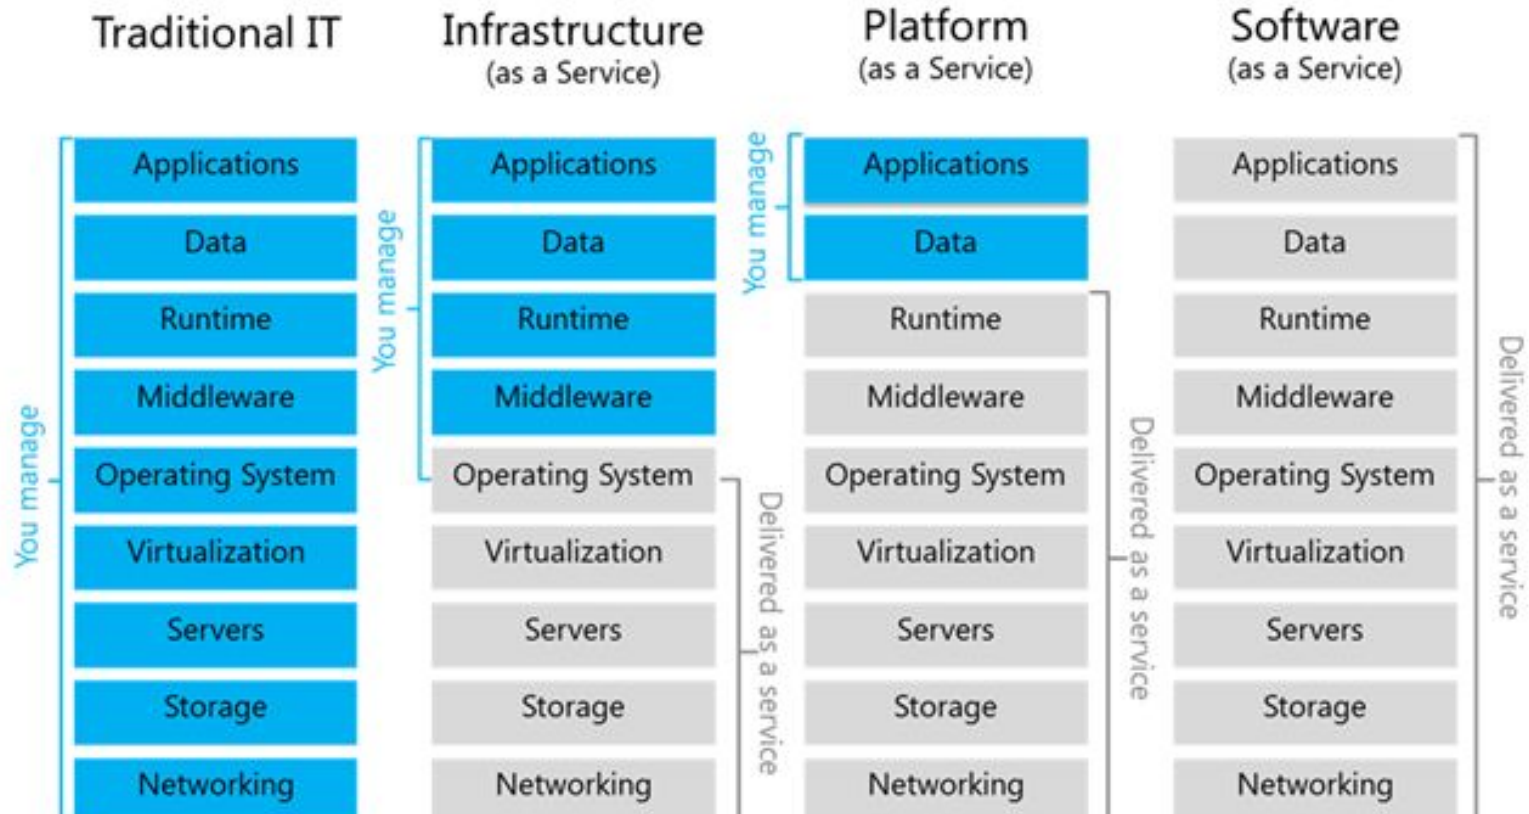 Traditional IT
You manage
Applications
Data
Runtime
Middleware
Operating System
Virtualization
Servers
Storage
Networking
Infrastructure
(as a Service)
You manage
Applications
Data
Runtime
Middleware
Operating System
Virtualization
Servers
Storage
Networking
Delivered as a service
Platform
(as a Service)
You manage
Applications
Data
Runtime
Middleware
Operating System
Virtualization
Servers
Storage
Networking
Delivered as a service
Software
(as a Service)
Applications
Data
Runtime
Middleware
Operating System
Virtualization
Servers
Storage
Networking
Delivered as a service